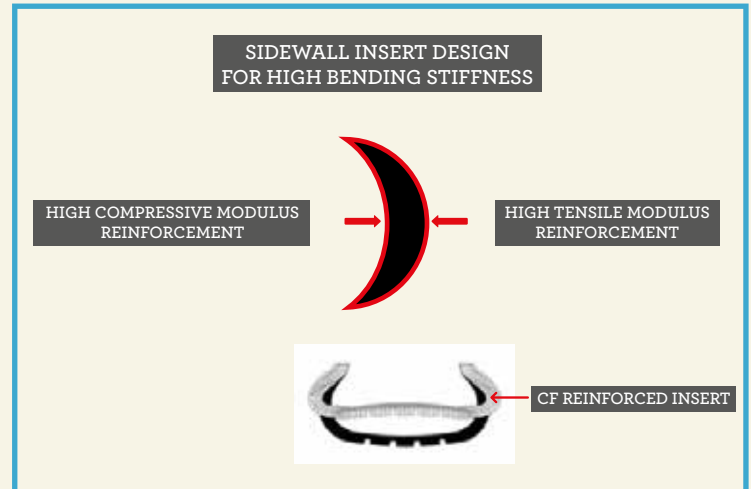 SIDEWALL INSERT DESIGN
FOR HIGH BENDING STIFFNESS
HIGH COMPRESSIVE MODULUS
REINFORCEMENT
HIGH TENSILE MODULUS
REINFORCEMENT
CF REINFORCED INSERT